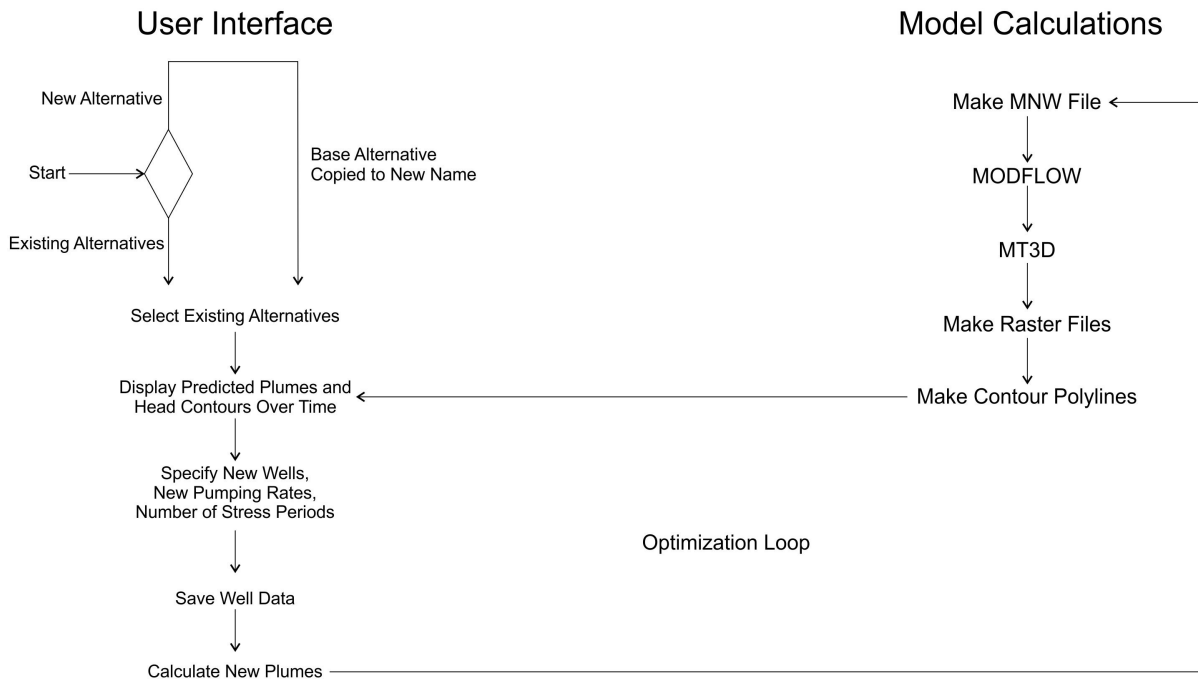 User Interface
New Alternative
Start
Base Alternative
Copied to New Name
Existing Alternatives
Select Existing Alternatives
Display Predicted Plumes and
Head Contours Over Time
Specify New Wells,
New Pumping Rates,
Number of Stress Periods
Save Well Data
Calculate New Plumes
Optimization Loop
Model Calculations
Make MNW File
MODFLOW
MT3D
Make Raster Files
Make Contour Polylines